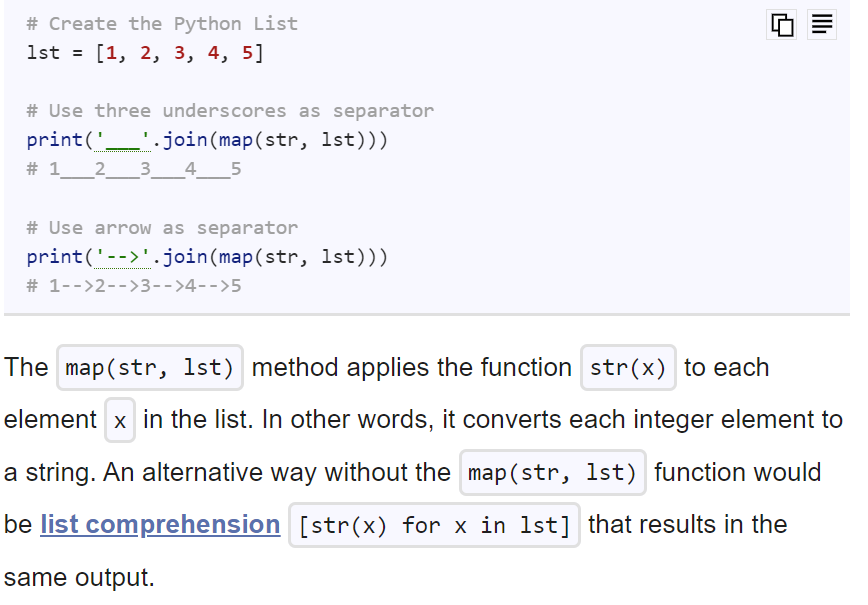 # Create the Python List
lst = [1, 2, 3, 4, 5]
# Use three underscores as separator
print('___'.join(map(str, lst)))
# 1___2___3___4___5
# Use arrow as separator
print('-->'.join(map(str, lst)))
# 1-->2-->3-->4-->5
The map(str, lst) method applies the function str(x) to each
element x in the list. In other words, it converts each integer element to
a string. An alternative way without the map(str, lst) function would
be list comprehension [str(x) for x in lst] that results in the
same output.